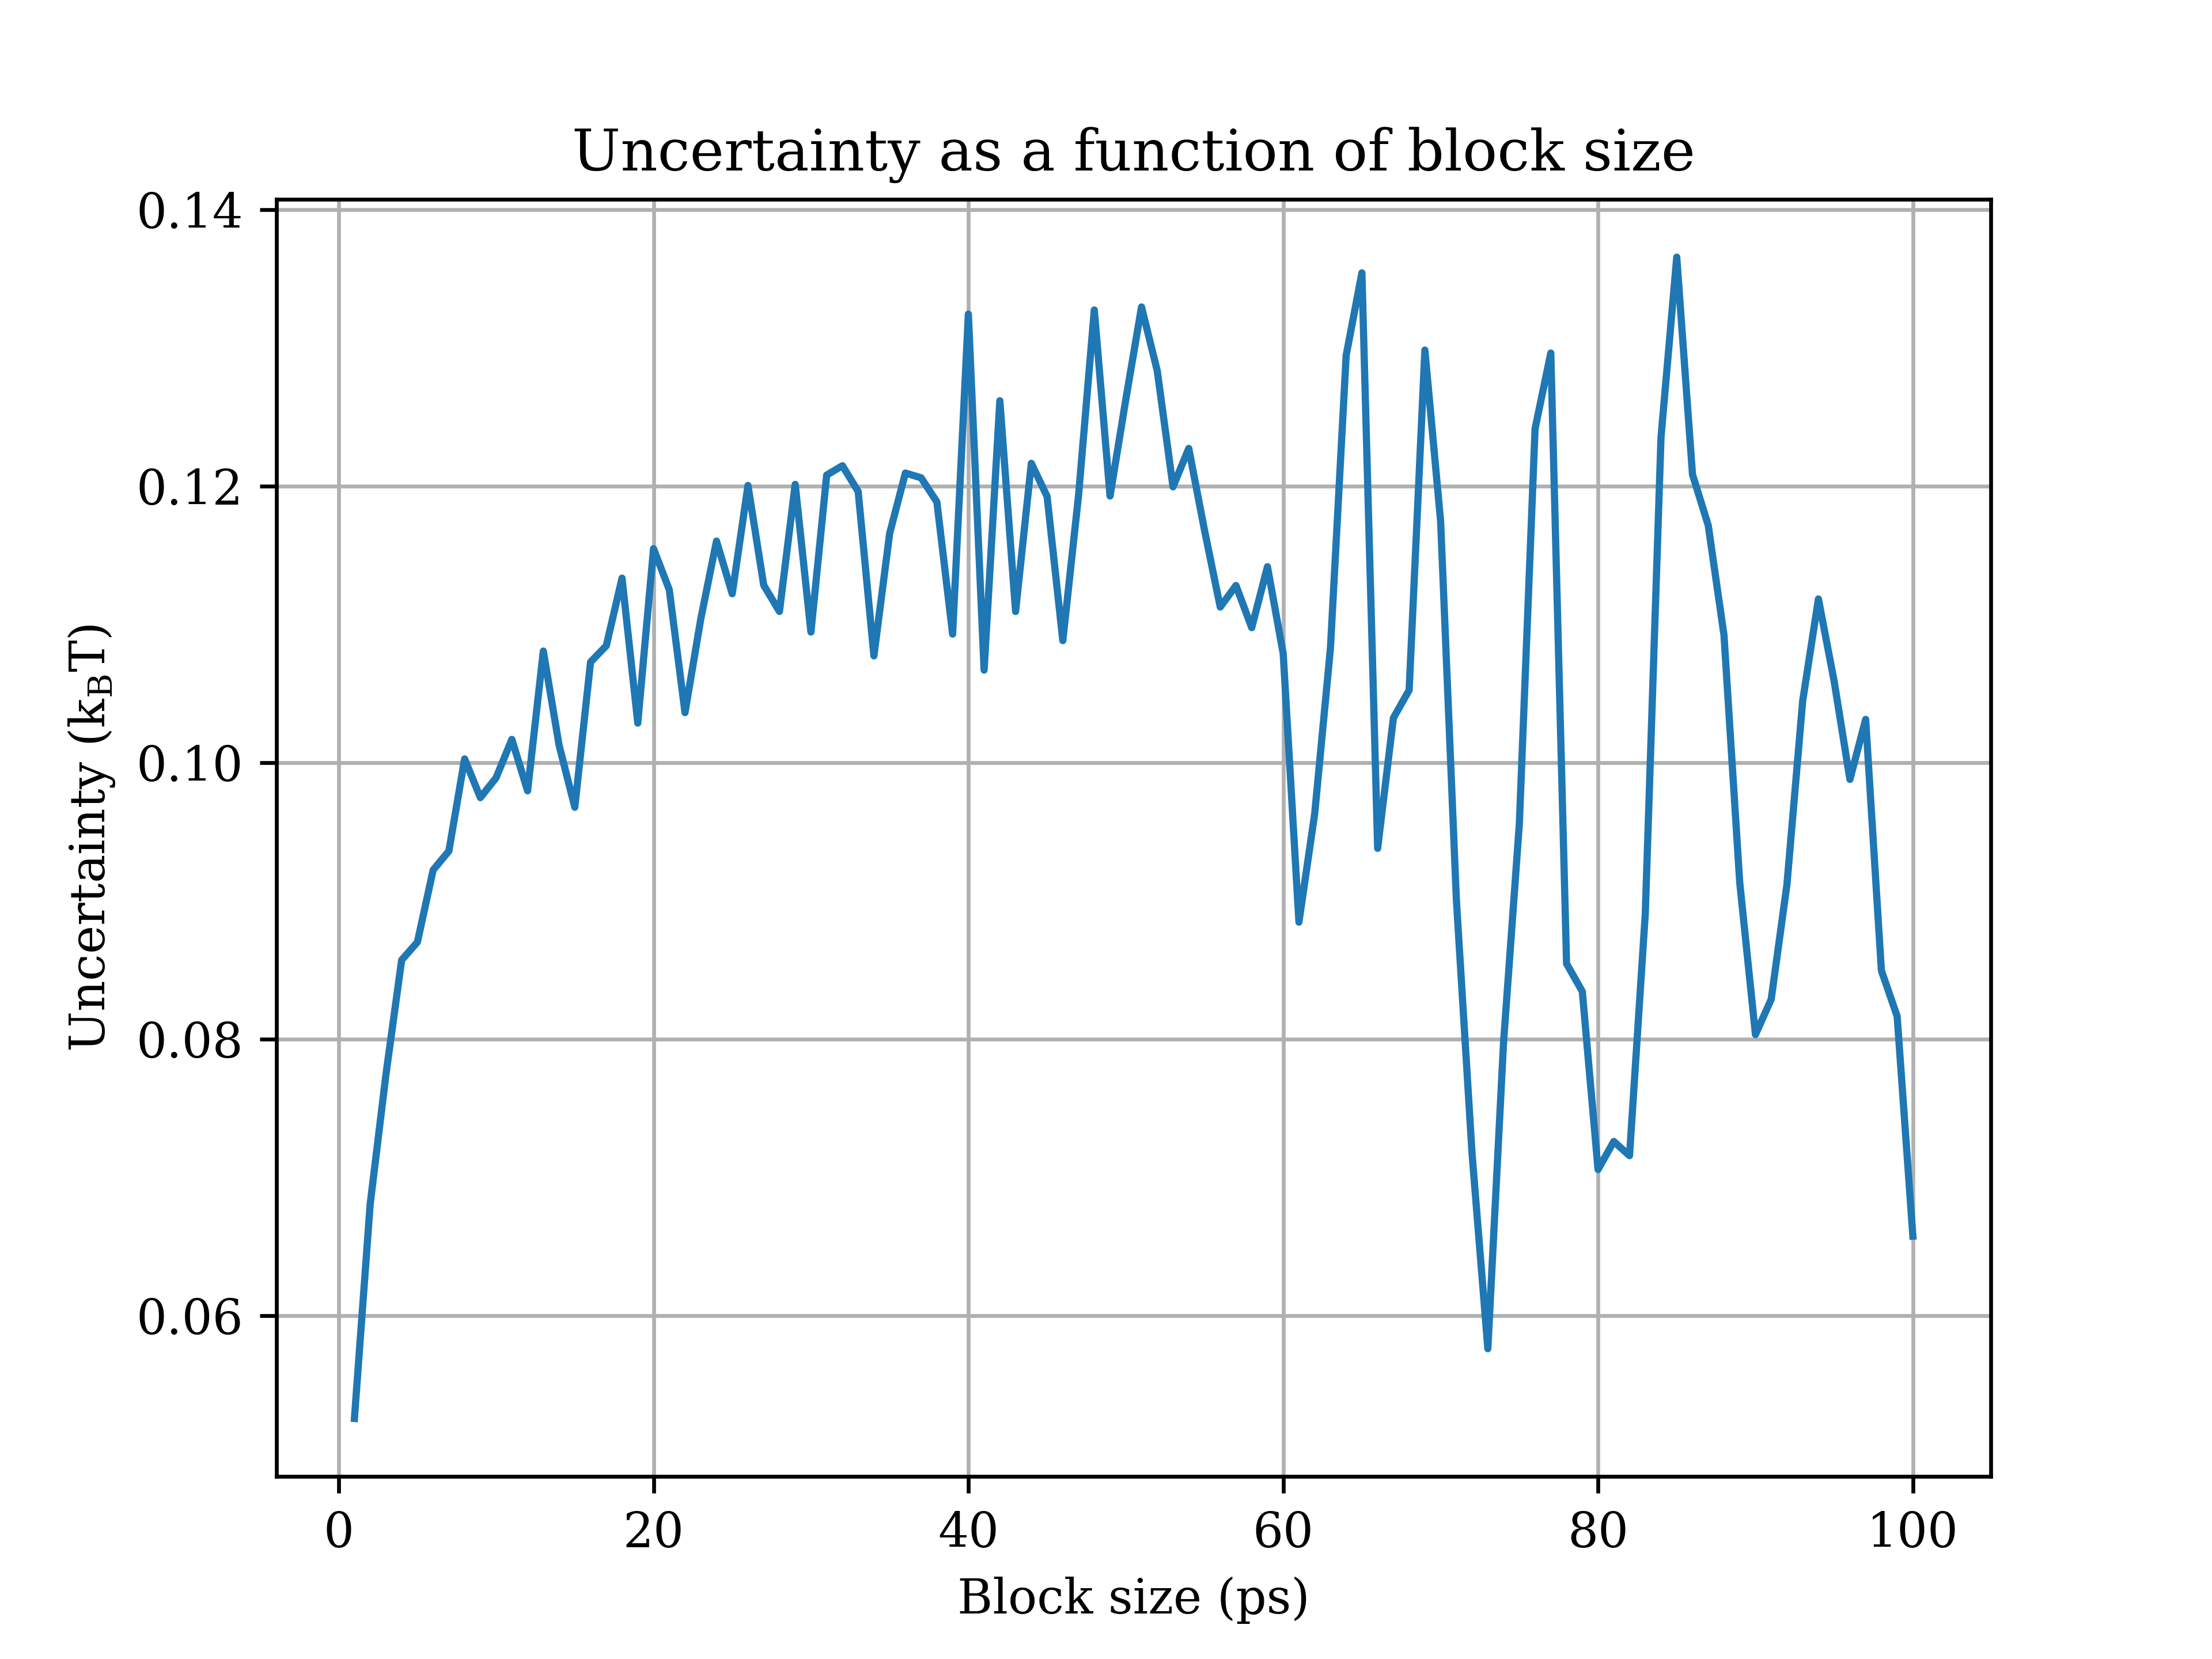 Uncertainty as a function of block size
0.14
0.12
0.10
0.08
0.06
Uncertainty (k_BT)
0 20 40 60 80 100
Block size (ps)